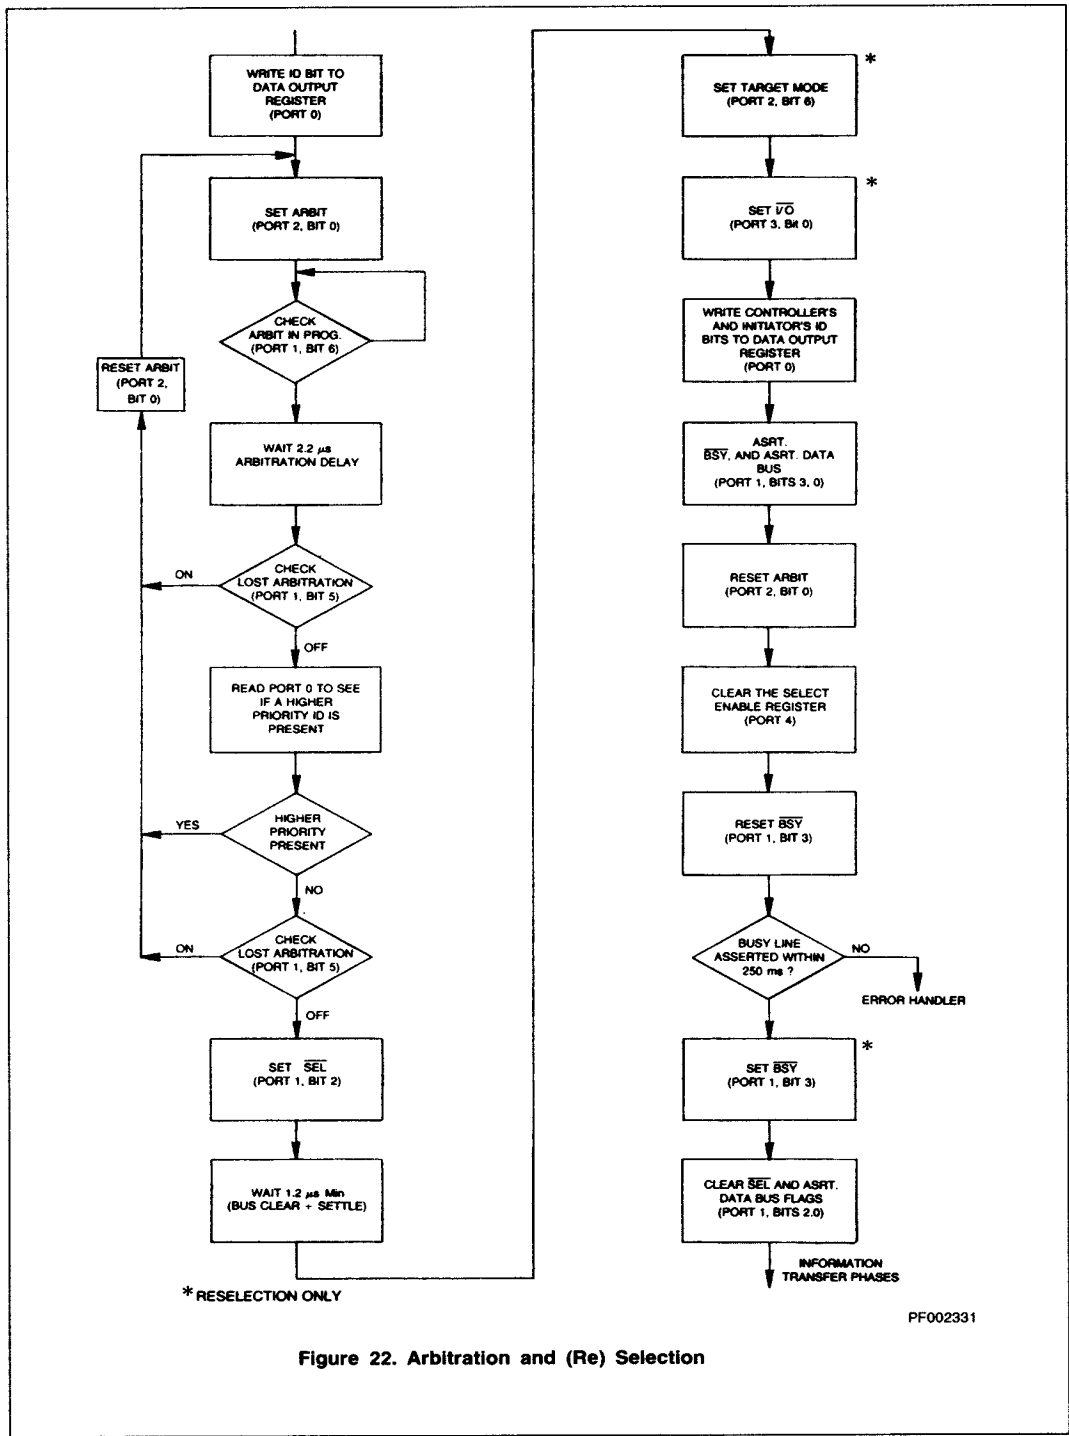 WRITE ID BIT TO
DATA OUTPUT
REGISTER
(PORT 0)
SET ARBIT
(PORT 2, BIT 0)
CHECK
ARBIT IN PROG.
(PORT 1, BIT 6)
RESET ARBIT
(PORT 2,
BIT 0)
WAIT 2.2 µs
ARBITRATION DELAY
CHECK
LOST ARBITRATION
(PORT 1, BIT 5)
ON
OFF
READ PORT 0 TO SEE
IF A HIGHER
PRIORITY ID IS
PRESENT
HIGHER
PRIORITY
PRESENT
YES
NO
CHECK
LOST ARBITRATION
(PORT 1, BIT 5)
ON
OFF
SET S̅E̅L̅
(PORT 1, BIT 2)
WAIT 1.2 µs Min
(BUS CLEAR + SETTLE)
* RESELECTION ONLY
*
SET TARGET MODE
(PORT 2, BIT 6)
*
SET I̅/̅O̅
(PORT 3, Bit 0)
WRITE CONTROLLER'S
AND INITIATOR'S ID
BITS TO DATA OUTPUT
REGISTER
(PORT 0)
ASRT.
B̅S̅Y̅, AND ASRT. DATA
BUS
(PORT 1, BITS 3, 0)
RESET ARBIT
(PORT 2, BIT 0)
CLEAR THE SELECT
ENABLE REGISTER
(PORT 4)
RESET B̅S̅Y̅
(PORT 1, BIT 3)
BUSY LINE
ASSERTED WITHIN
250 ms ?
NO
ERROR HANDLER
*
SET B̅S̅Y̅
(PORT 1, BIT 3)
CLEAR S̅E̅L̅ AND ASRT.
DATA BUS FLAGS
(PORT 1, BITS 2.0)
INFORMATION
TRANSFER PHASES
PF002331
Figure 22. Arbitration and (Re) Selection